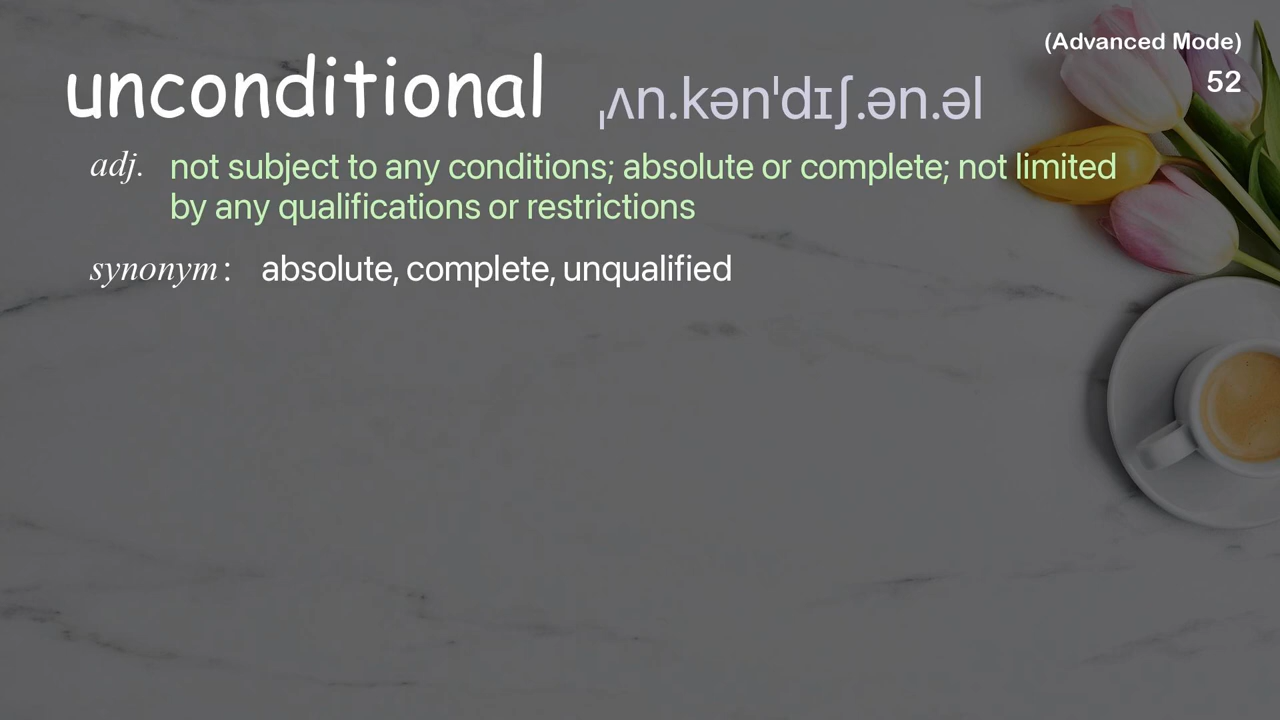 (Advanced Mode)
52
unconditional ˌʌn.kənˈdɪʃ.ən.əl
adj. not subject to any conditions; absolute or complete; not limited
by any qualifications or restrictions
synonym: absolute, complete, unqualified